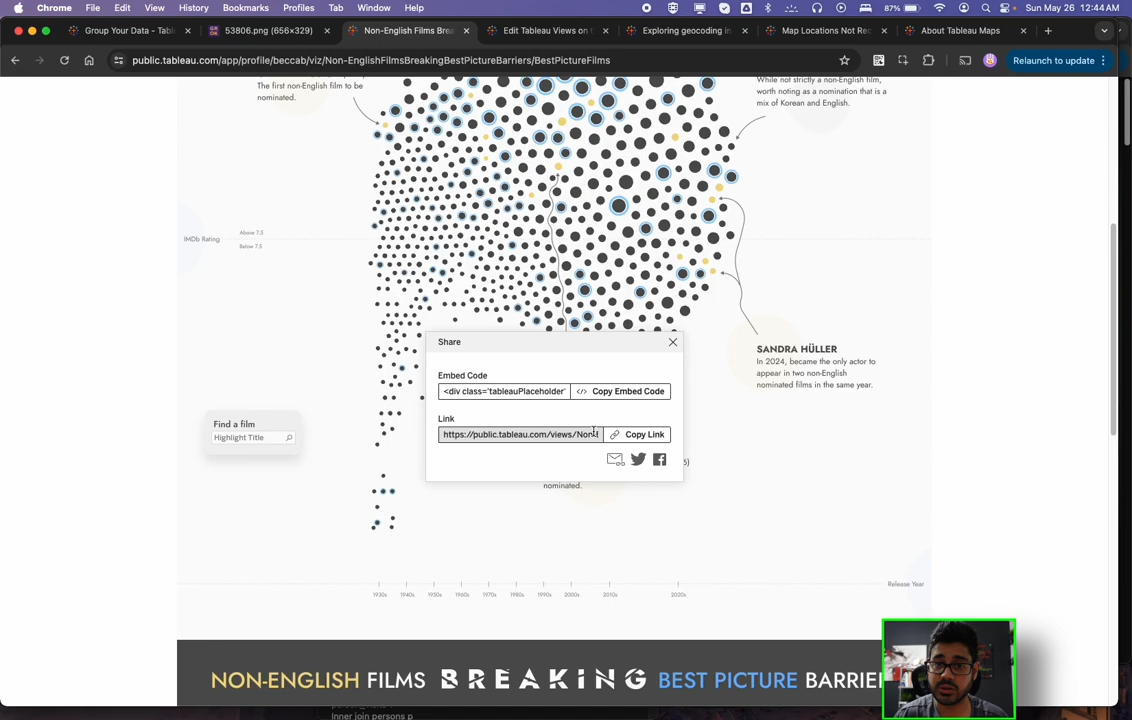 Chrome File Edit View History Bookmarks Profiles Tab Window Help 87% Sun May 26 12:44 AM
Group Your Data - Tabl 53806.png (656×329) Non-English Films Brea Edit Tableau Views on t Exploring geocoding in Map Locations Not Rec About Tableau Maps
public.tableau.com/app/profile/beccab/viz/Non-EnglishFilmsBreakingBestPictureBarriers/BestPictureFilms Relaunch to update
The first non-English film to be
nominated.
While not strictly a non-English film,
worth noting as a nomination that is a
mix of Korean and English.
IMDb Rating
Above 7.5
Below 7.5
Share
Embed Code
<div class='tableauPlaceholder' </> Copy Embed Code
Link
https://public.tableau.com/views/Non-E Copy Link
SANDRA HÜLLER
In 2024, became the only actor to
appear in two non-English
nominated films in the same year.
Find a film
Highlight Title
nominated.
Release Year
1930s 1940s 1950s 1960s 1970s 1980s 1990s 2000s 2010s 2020s
NON-ENGLISH FILMS BREAKING BEST PICTURE BARRIE
Inner join persons p